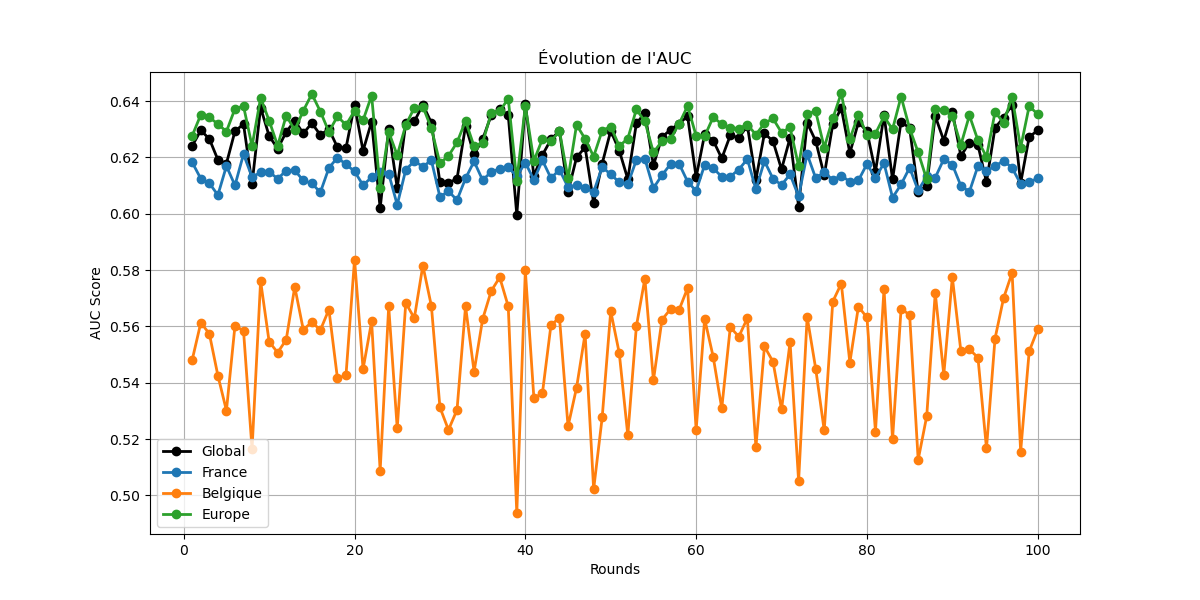 Évolution de l'AUC
AUC Score
0.64
0.62
0.60
0.58
0.56
0.54
0.52
0.50
Global
France
Belgique
Europe
0 20 40 60 80 100
Rounds